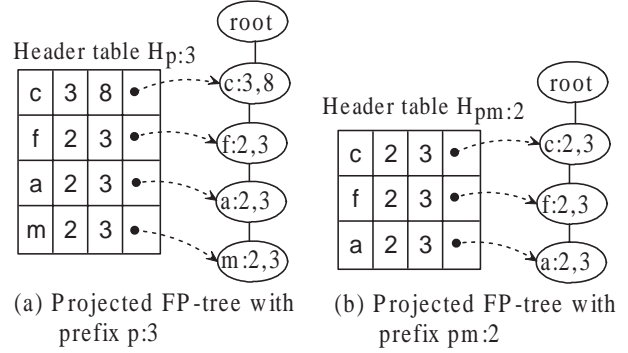 root
Header table Hp:3
c 3 8
c:3,8
f 2 3
f:2,3
a 2 3
a:2,3
m 2 3
m:2,3
(a) Projected FP-tree with
prefix p:3
root
Header table Hpm:2
c 2 3
c:2,3
f 2 3
f:2,3
a 2 3
a:2,3
(b) Projected FP-tree with
prefix pm:2